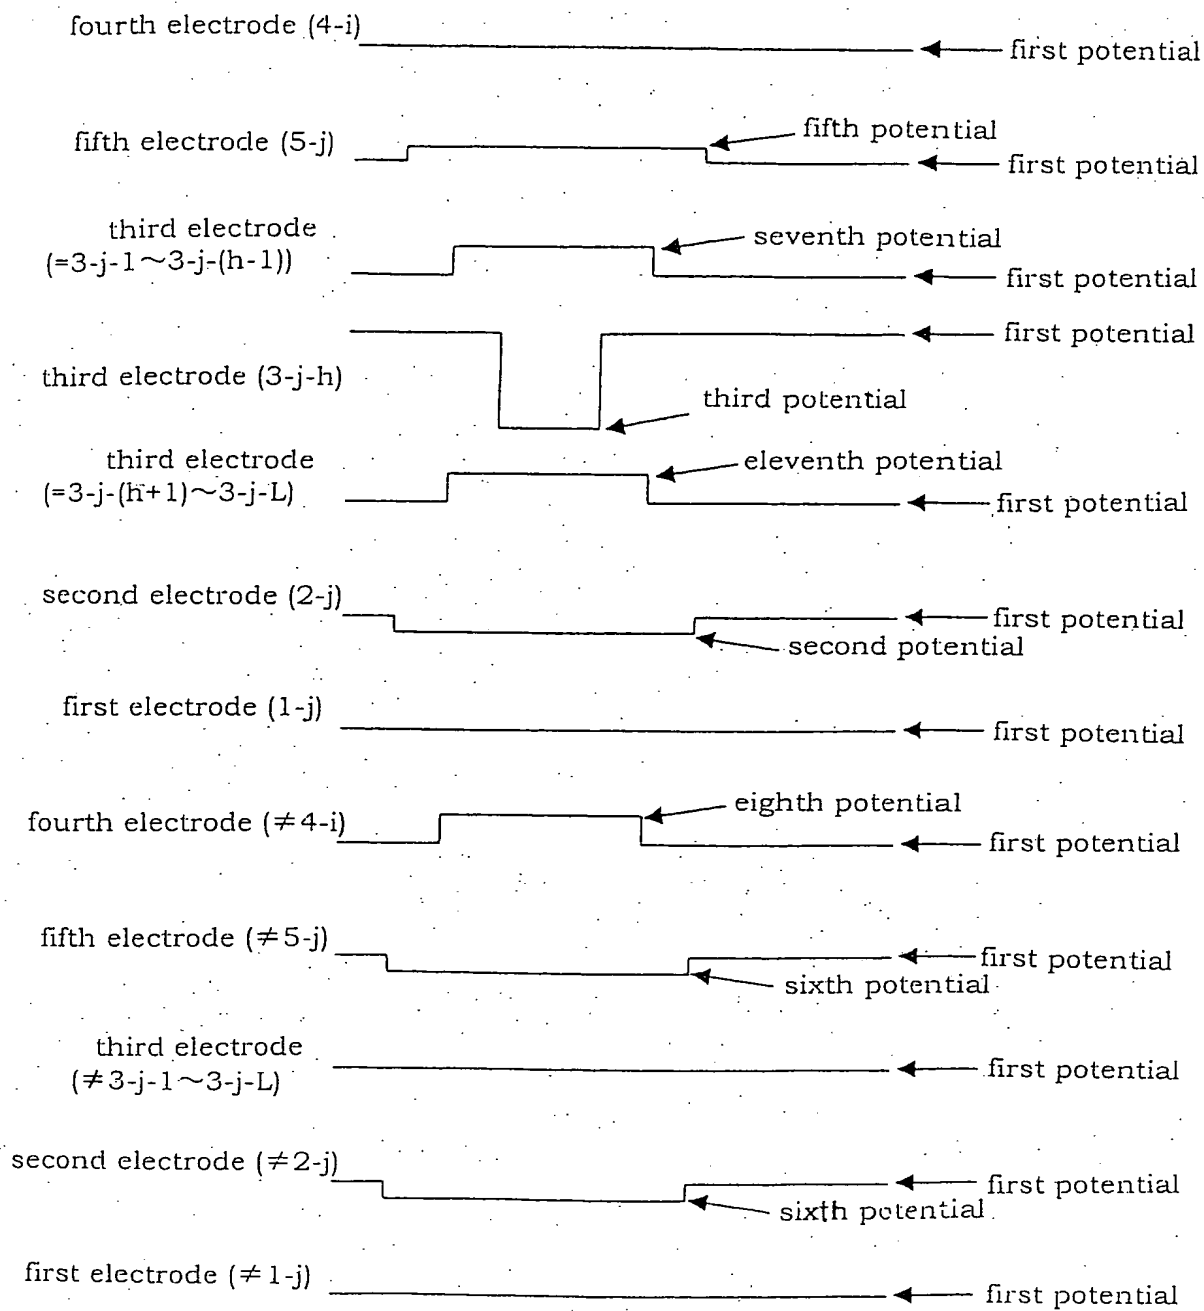 fourth electrode (4-i)
first potential
fifth electrode (5-j)
fifth potential
first potential
third electrode
(=3-j-1~3-j-(h-1))
seventh potential
first potential
first potential
third electrode (3-j-h)
third potential
third electrode
(=3-j-(h+1)~3-j-L)
eleventh potential
first potential
second electrode (2-j)
first potential
second potential
first electrode (1-j)
first potential
fourth electrode (≠4-i)
eighth potential
first potential
fifth electrode (≠5-j)
first potential
sixth potential
third electrode
(≠3-j-1~3-j-L)
first potential
second electrode (≠2-j)
first potential
sixth potential
first electrode (≠1-j)
first potential